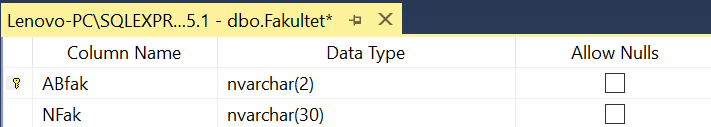 Lenovo-PC\SQLEXPR...5.1 - dbo.Fakultet*
Column Name Data Type Allow Nulls
ABfak nvarchar(2)
NFak nvarchar(30)